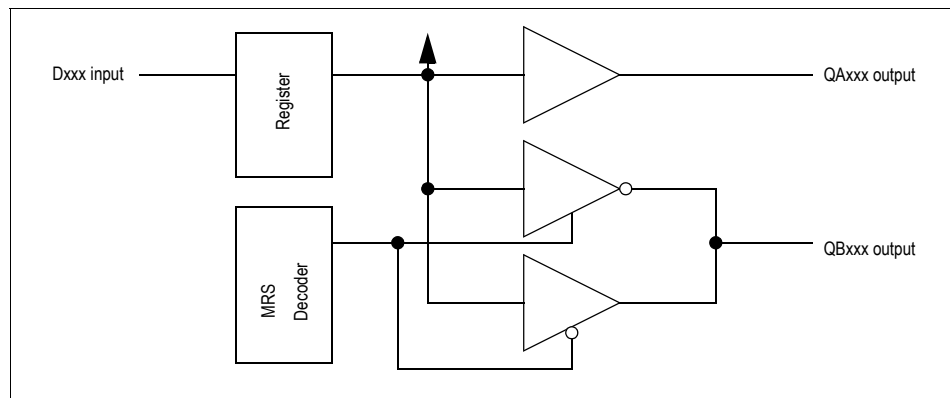 Dxxx input
Register
QAxxx output
MRS
Decoder
QBxxx output